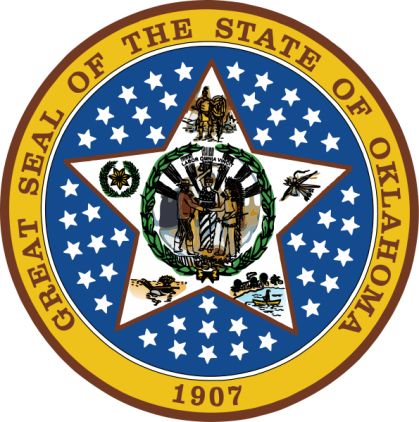 GREAT SEAL OF THE STATE OF OKLAHOMA
LABOR OMNIA VINCIT
1907